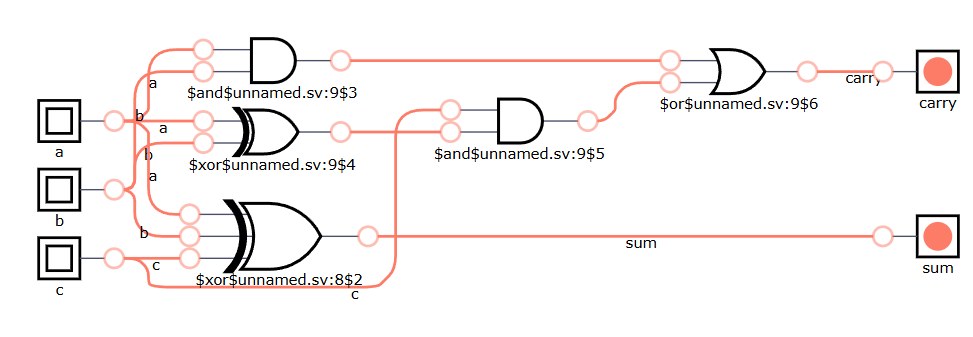 a
$and$unnamed.sv:9$3
carry
$or$unnamed.sv:9$6
carry
b
a
a
b
$and$unnamed.sv:9$5
$xor$unnamed.sv:9$4
a
b
b
sum
c
sum
$xor$unnamed.sv:8$2
c
c